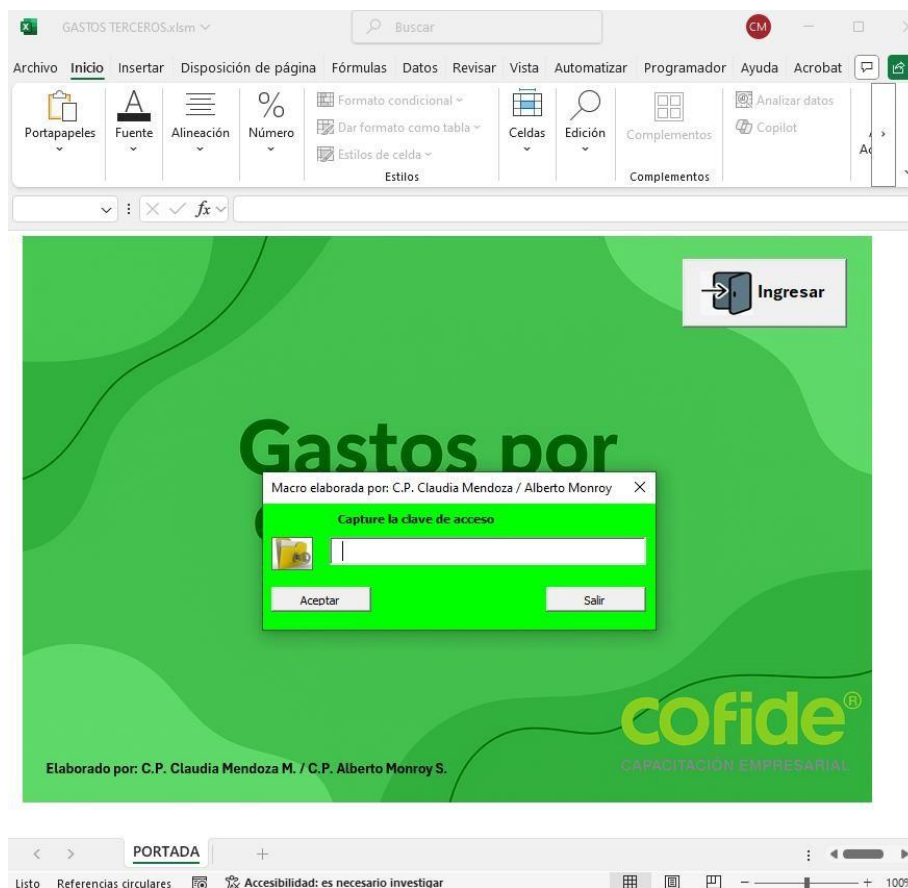 GASTOS TERCEROS.xlsm
Buscar
CM
Archivo Inicio Insertar Disposición de página Fórmulas Datos Revisar Vista Automatizar Programador Ayuda Acrobat
Portapapeles
Fuente
Alineación
Número
Formato condicional
Dar formato como tabla
Estilos de celda
Estilos
Celdas
Edición
Complementos
Complementos
Analizar datos
Copilot
fx
Ingresar
Gastos por
Macro elaborada por: C.P. Claudia Mendoza / Alberto Monroy
Capture la clave de acceso
Aceptar Salir
cofide®
CAPACITACIÓN EMPRESARIAL
Elaborado por: C.P. Claudia Mendoza M. / C.P. Alberto Monroy S.
PORTADA
Listo Referencias circulares Accesibilidad: es necesario investigar 100%